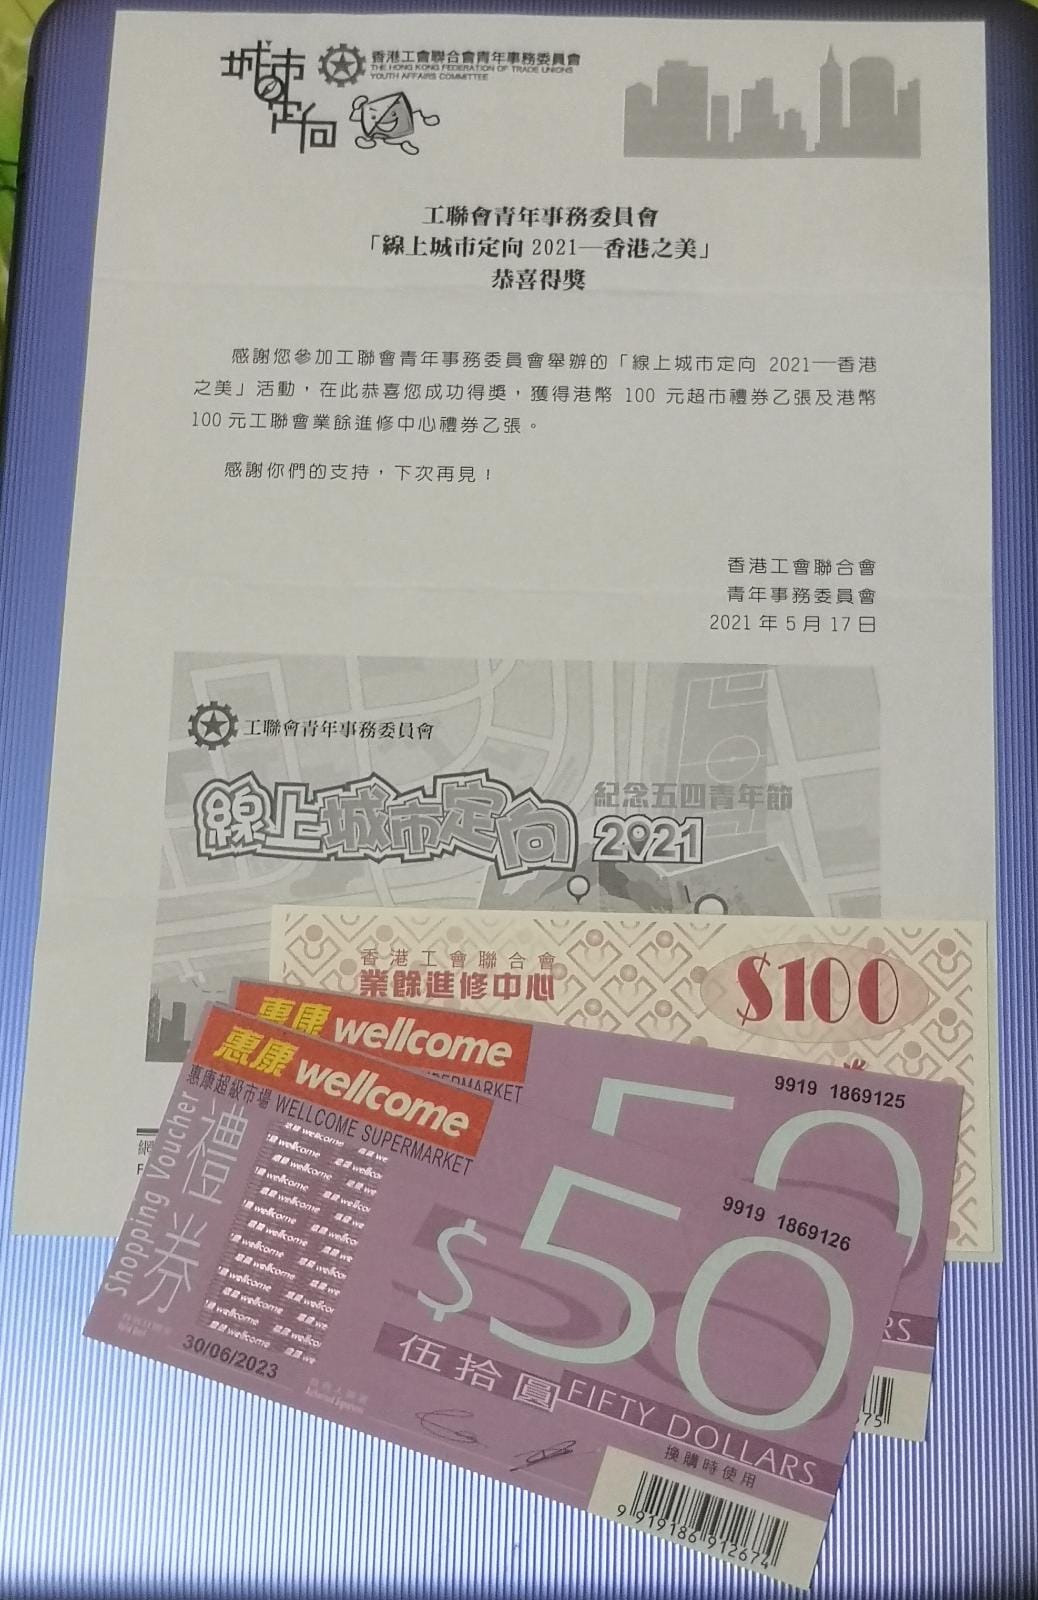 城市定向
香港工會聯合會青年事務委員會
THE HONG KONG FEDERATION OF TRADE UNIONS
YOUTH AFFAIRS COMMITTEE
工聯會青年事務委員會
「線上城市定向 2021—香港之美」
恭喜得獎
感謝您參加工聯會青年事務委員會舉辦的「線上城市定向 2021—香港
之美」活動，在此恭喜您成功得獎，獲得港幣 100 元超市禮券乙張及港幣
100 元工聯會業餘進修中心禮券乙張。
感謝你們的支持，下次再見！
香港工會聯合會
青年事務委員會
2021 年 5 月 17 日
工聯會青年事務委員會
線上城市定向
紀念五四青年節
2021
香港工會聯合會
業餘進修中心
$100
惠康 wellcome
9919 1869125
50
惠康 wellcome
惠康超級市場 WELLCOME SUPERMARKET
禮券
Shopping Voucher
9919 1869126
$50
伍拾圓
FIFTY DOLLARS
30/06/2023
換購時使用
9 919186 912674